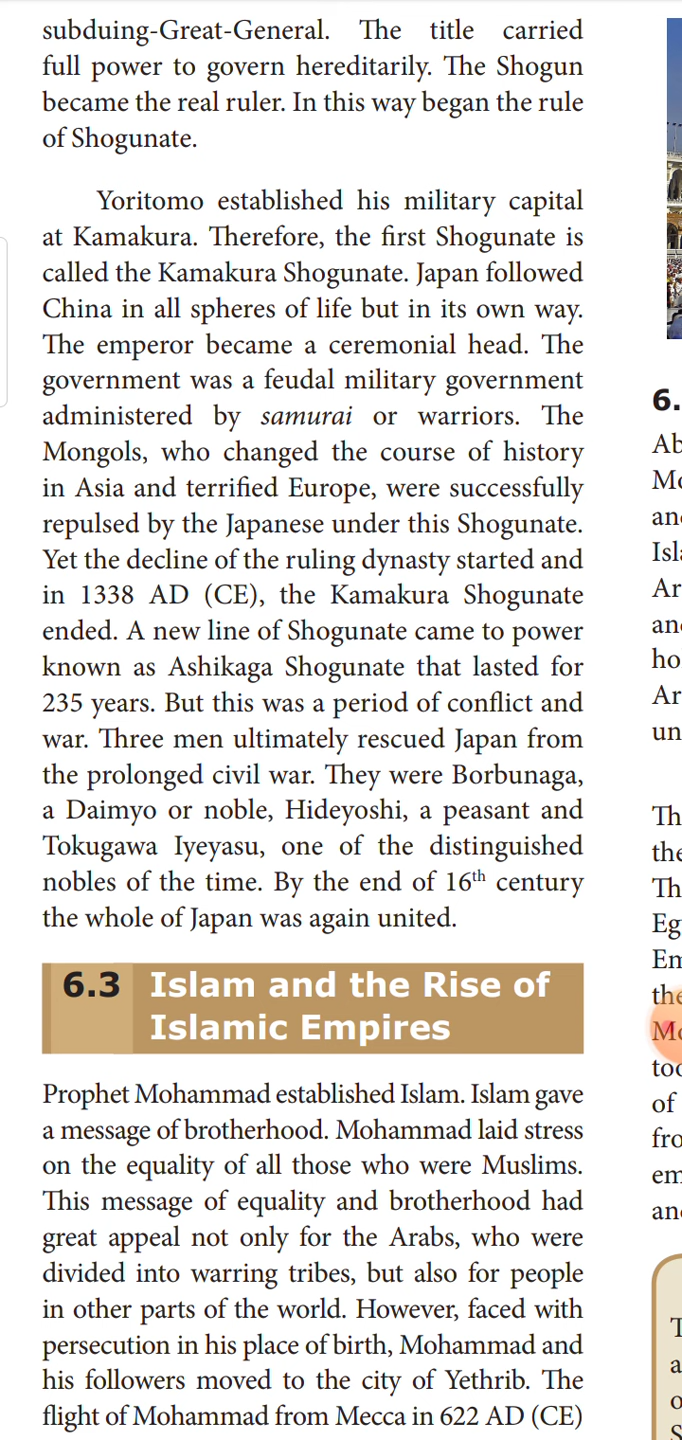 subduing-Great-General. The title carried
full power to govern hereditarily. The Shogun
became the real ruler. In this way began the rule
of Shogunate.
Yoritomo established his military capital
at Kamakura. Therefore, the first Shogunate is
called the Kamakura Shogunate. Japan followed
China in all spheres of life but in its own way.
The emperor became a ceremonial head. The
government was a feudal military government
administered by samurai or warriors. The
Mongols, who changed the course of history
in Asia and terrified Europe, were successfully
repulsed by the Japanese under this Shogunate.
Yet the decline of the ruling dynasty started and
in 1338 AD (CE), the Kamakura Shogunate
ended. A new line of Shogunate came to power
known as Ashikaga Shogunate that lasted for
235 years. But this was a period of conflict and
war. Three men ultimately rescued Japan from
the prolonged civil war. They were Borbunaga,
a Daimyo or noble, Hideyoshi, a peasant and
Tokugawa Iyeyasu, one of the distinguished
nobles of the time. By the end of 16th century
the whole of Japan was again united.
6.3 Islam and the Rise of
Islamic Empires
Prophet Mohammad established Islam. Islam gave
a message of brotherhood. Mohammad laid stress
on the equality of all those who were Muslims.
This message of equality and brotherhood had
great appeal not only for the Arabs, who were
divided into warring tribes, but also for people
in other parts of the world. However, faced with
persecution in his place of birth, Mohammad and
his followers moved to the city of Yethrib. The
flight of Mohammad from Mecca in 622 AD (CE)